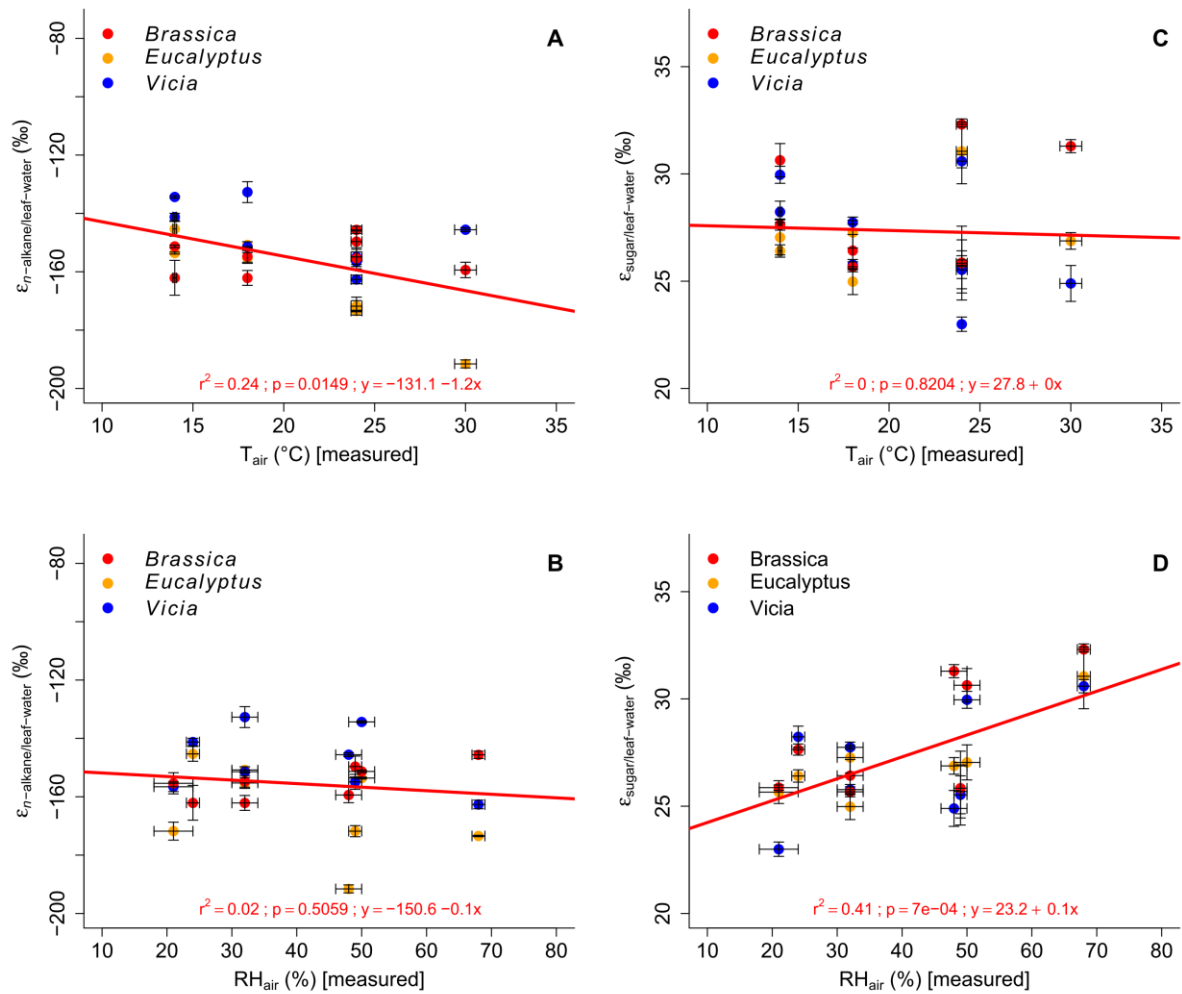 A
Brassica
Eucalyptus
Vicia
εn−alkane/leaf−water (‰)
−80
−120
−160
−200
r² = 0.24 ; p = 0.0149 ; y = −131.1 −1.2x
10 15 20 25 30 35
Tair (°C) [measured]
C
Brassica
Eucalyptus
Vicia
εsugar/leaf−water (‰)
35
30
25
20
r² = 0 ; p = 0.8204 ; y = 27.8 + 0x
10 15 20 25 30 35
Tair (°C) [measured]
B
Brassica
Eucalyptus
Vicia
εn−alkane/leaf−water (‰)
−80
−120
−160
−200
r² = 0.02 ; p = 0.5059 ; y = −150.6 −0.1x
10 20 30 40 50 60 70 80
RHair (%) [measured]
D
Brassica
Eucalyptus
Vicia
εsugar/leaf−water (‰)
35
30
25
20
r² = 0.41 ; p = 7e−04 ; y = 23.2 + 0.1x
10 20 30 40 50 60 70 80
RHair (%) [measured]